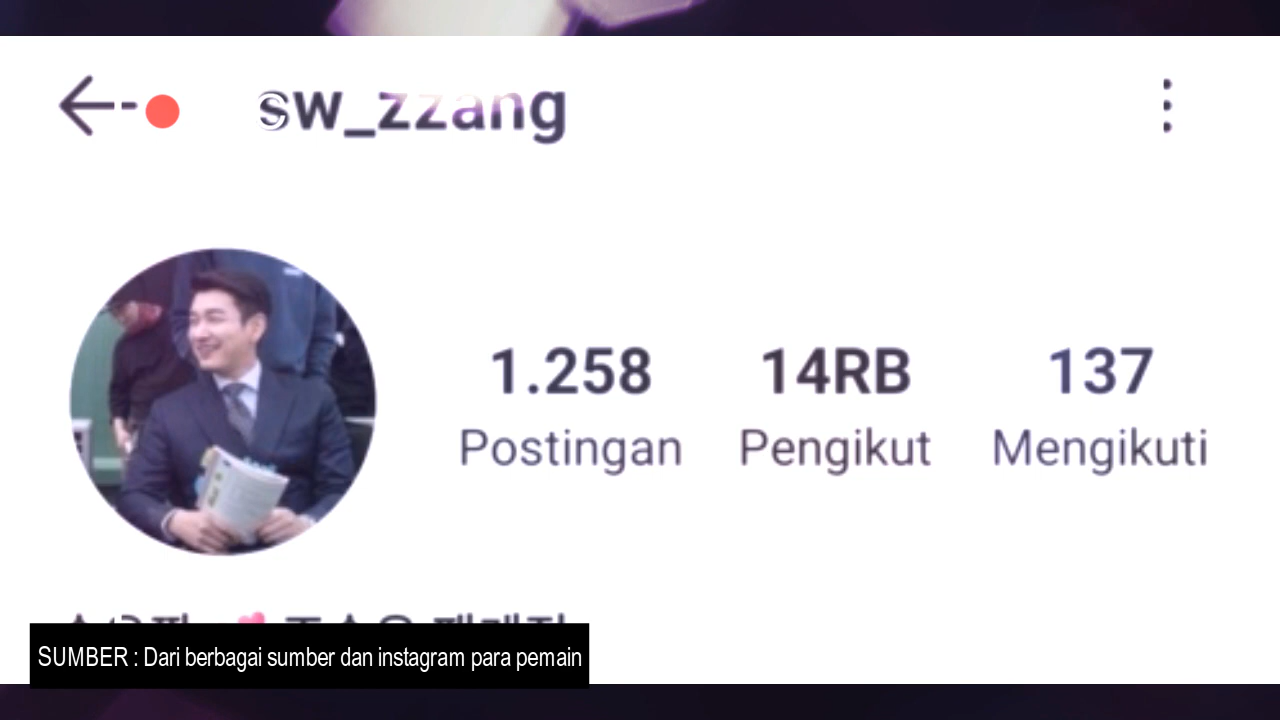 sw_zzang
1.258 14RB 137
Postingan Pengikut Mengikuti
SUMBER : Dari berbagai sumber dan instagram para pemain